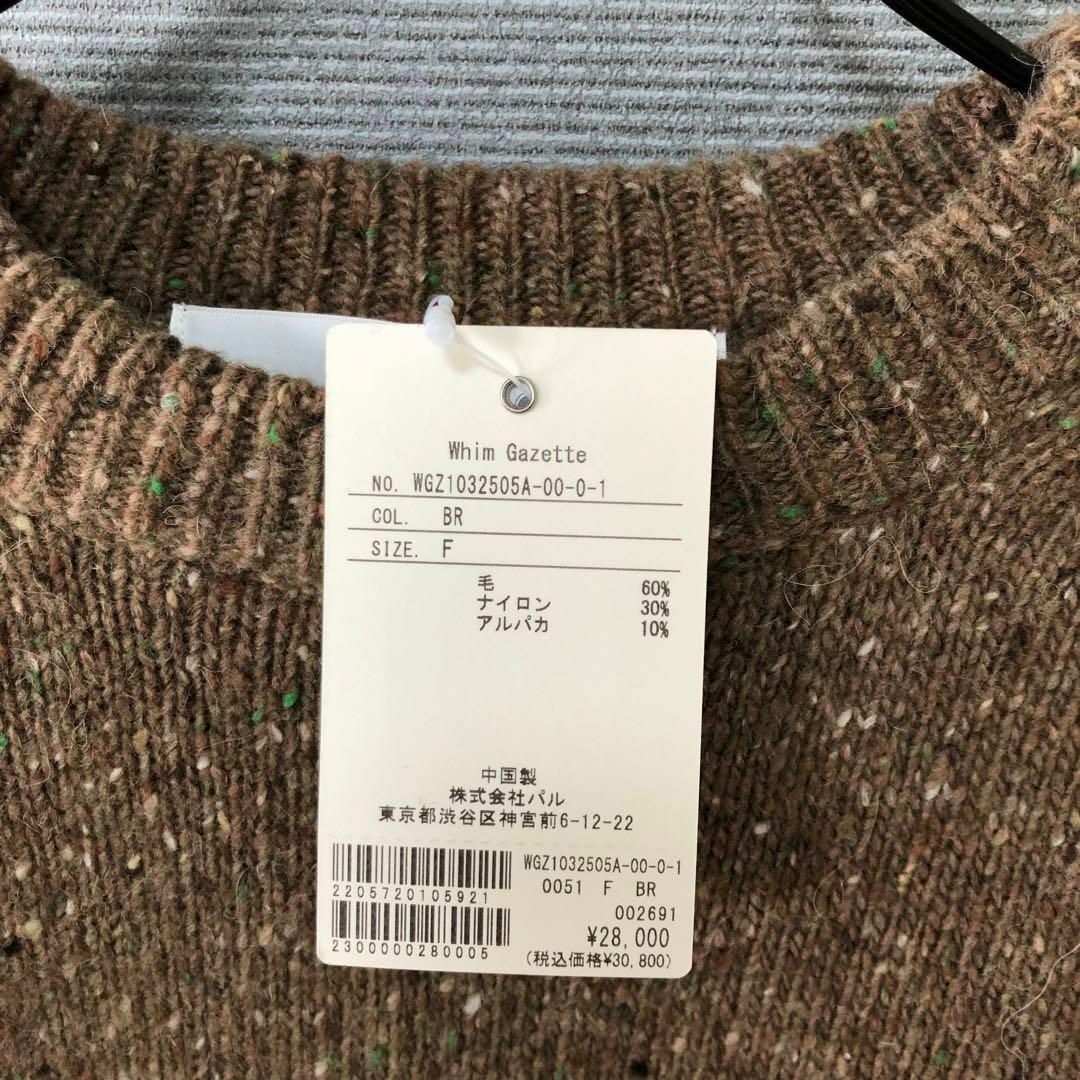 Whim Gazette
NO. WGZ1032505A-00-0-1
COL. BR
SIZE. F
毛 60%
ナイロン 30%
アルパカ 10%
中国製
株式会社パル
東京都渋谷区神宮前6-12-22
2205720105921
2300000280005
WGZ1032505A-00-0-1
0051 F BR
002691
¥28,000
(税込価格¥30,800)